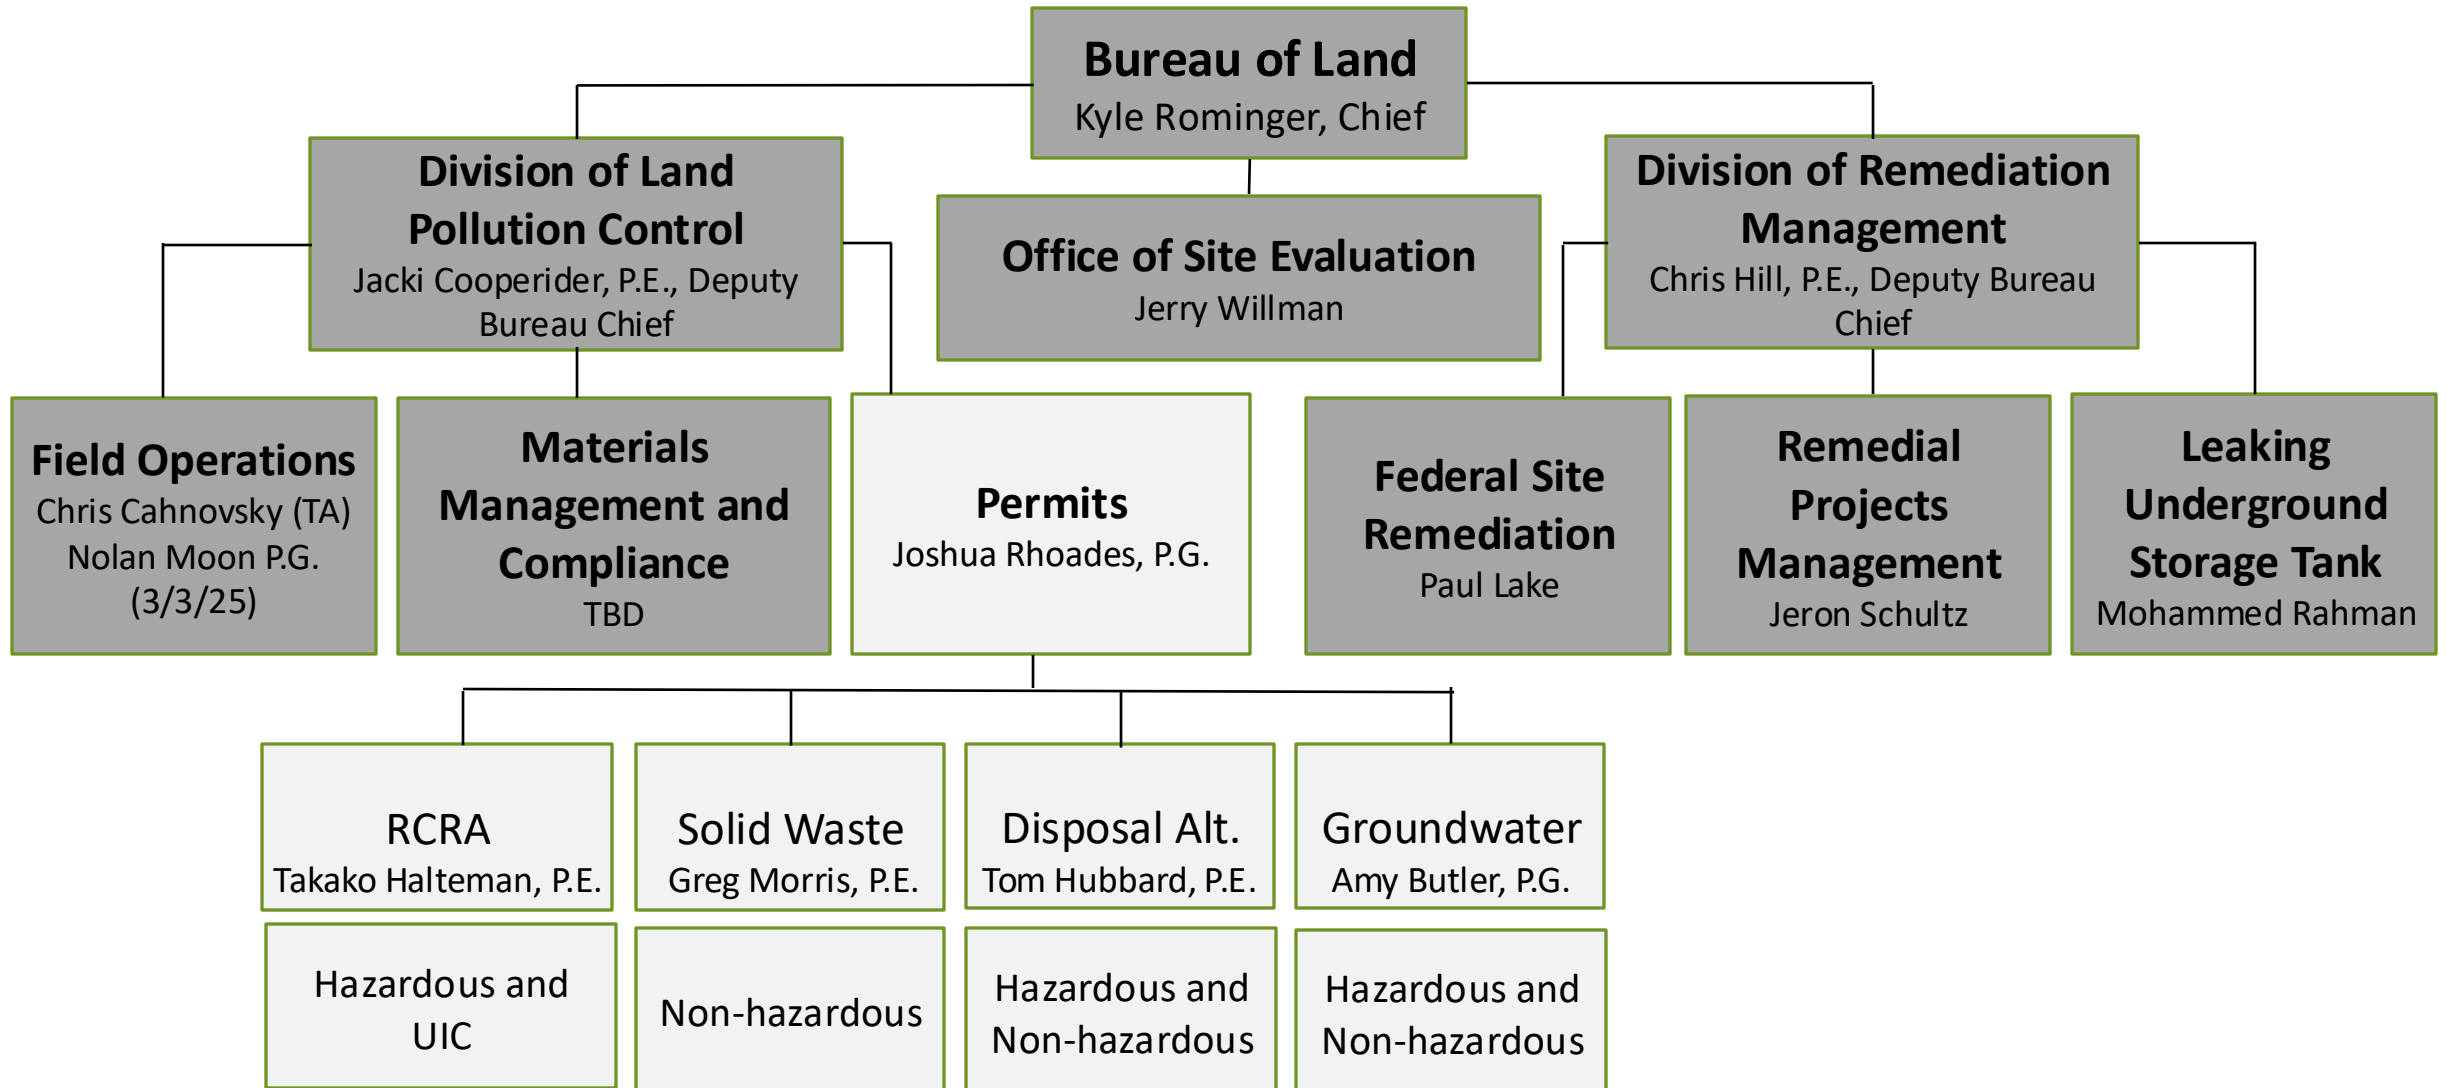 Bureau of Land
Kyle Rominger, Chief
Division of Land
Pollution Control
Jacki Cooperider, P.E., Deputy
Bureau Chief
Office of Site Evaluation
Jerry Willman
Division of Remediation
Management
Chris Hill, P.E., Deputy Bureau
Chief
Field Operations
Chris Cahnovsky (TA)
Nolan Moon P.G.
(3/3/25)
Materials
Management and
Compliance
TBD
Permits
Joshua Rhoades, P.G.
Federal Site
Remediation
Paul Lake
Remedial
Projects
Management
Jeron Schultz
Leaking
Underground
Storage Tank
Mohammed Rahman
RCRA
Takako Halteman, P.E.
Solid Waste
Greg Morris, P.E.
Disposal Alt.
Tom Hubbard, P.E.
Groundwater
Amy Butler, P.G.
Hazardous and
UIC
Non-hazardous
Hazardous and
Non-hazardous
Hazardous and
Non-hazardous